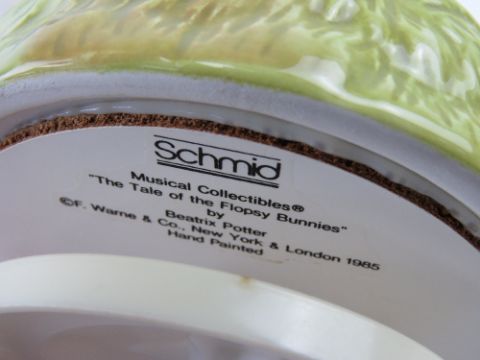 Schmid
Musical Collectibles®
"The Tale of the Flopsy Bunnies"
by
Beatrix Potter
©F. Warne & Co., New York & London 1985
Hand Painted